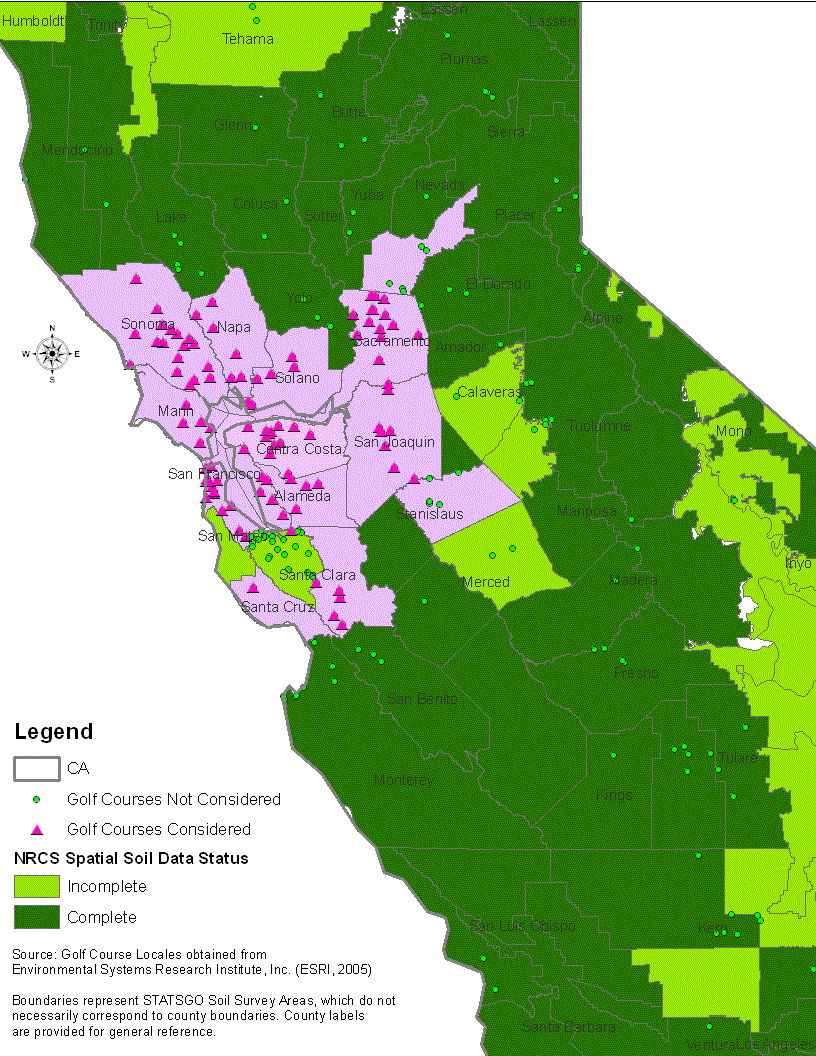 Humboldt
Trinity
Lassen
Lassen
Tehama
Plumas
Butte
Glenn
Sierra
Mendocino
Nevada
Yuba
Colusa
Lake
Sutter
Placer
El Dorado
Yolo
Alpine
Sonoma
Napa
Sacramento
Amador
Solano
Calaveras
Marin
Tuolumne
Mono
San Joaquin
Contra Costa
San Francisco
Alameda
Stanislaus
Mariposa
San Mateo
Inyo
Santa Clara
Merced
Madera
Santa Cruz
Fresno
San Benito
Tulare
Monterey
Kings
San Luis Obispo
Kern
Santa Barbara
Ventura
Los Angeles
N
W E
S
Legend
CA
Golf Courses Not Considered
Golf Courses Considered
NRCS Spatial Soil Data Status
Incomplete
Complete
Source: Golf Course Locales obtained from
Environmental Systems Research Institute, Inc. (ESRI, 2005)
Boundaries represent STATSGO Soil Survey Areas, which do not
necessarily correspond to county boundaries. County labels
are provided for general reference.